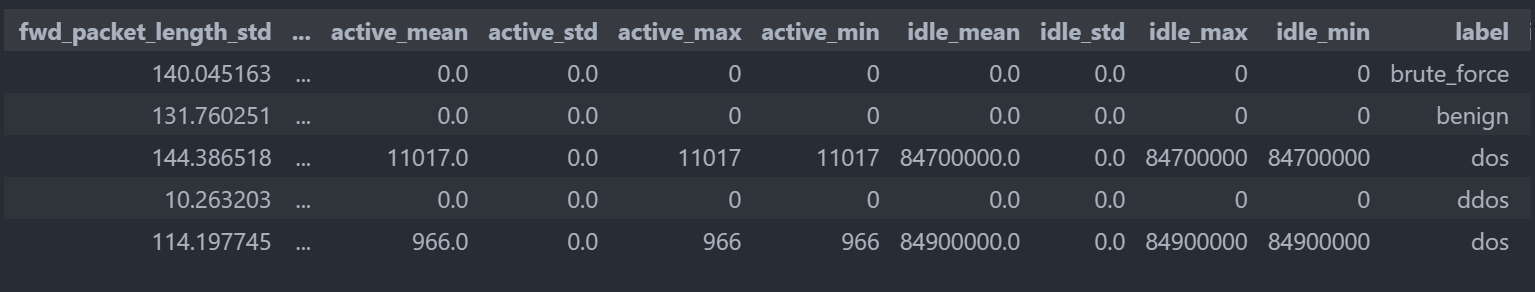 fwd_packet_length_std ... active_mean active_std active_max active_min idle_mean idle_std idle_max idle_min label
140.045163 ... 0.0 0.0 0 0 0.0 0.0 0 0 brute_force
131.760251 ... 0.0 0.0 0 0 0.0 0.0 0 0 benign
144.386518 ... 11017.0 0.0 11017 11017 84700000.0 0.0 84700000 84700000 dos
10.263203 ... 0.0 0.0 0 0 0.0 0.0 0 0 ddos
114.197745 ... 966.0 0.0 966 966 84900000.0 0.0 84900000 84900000 dos